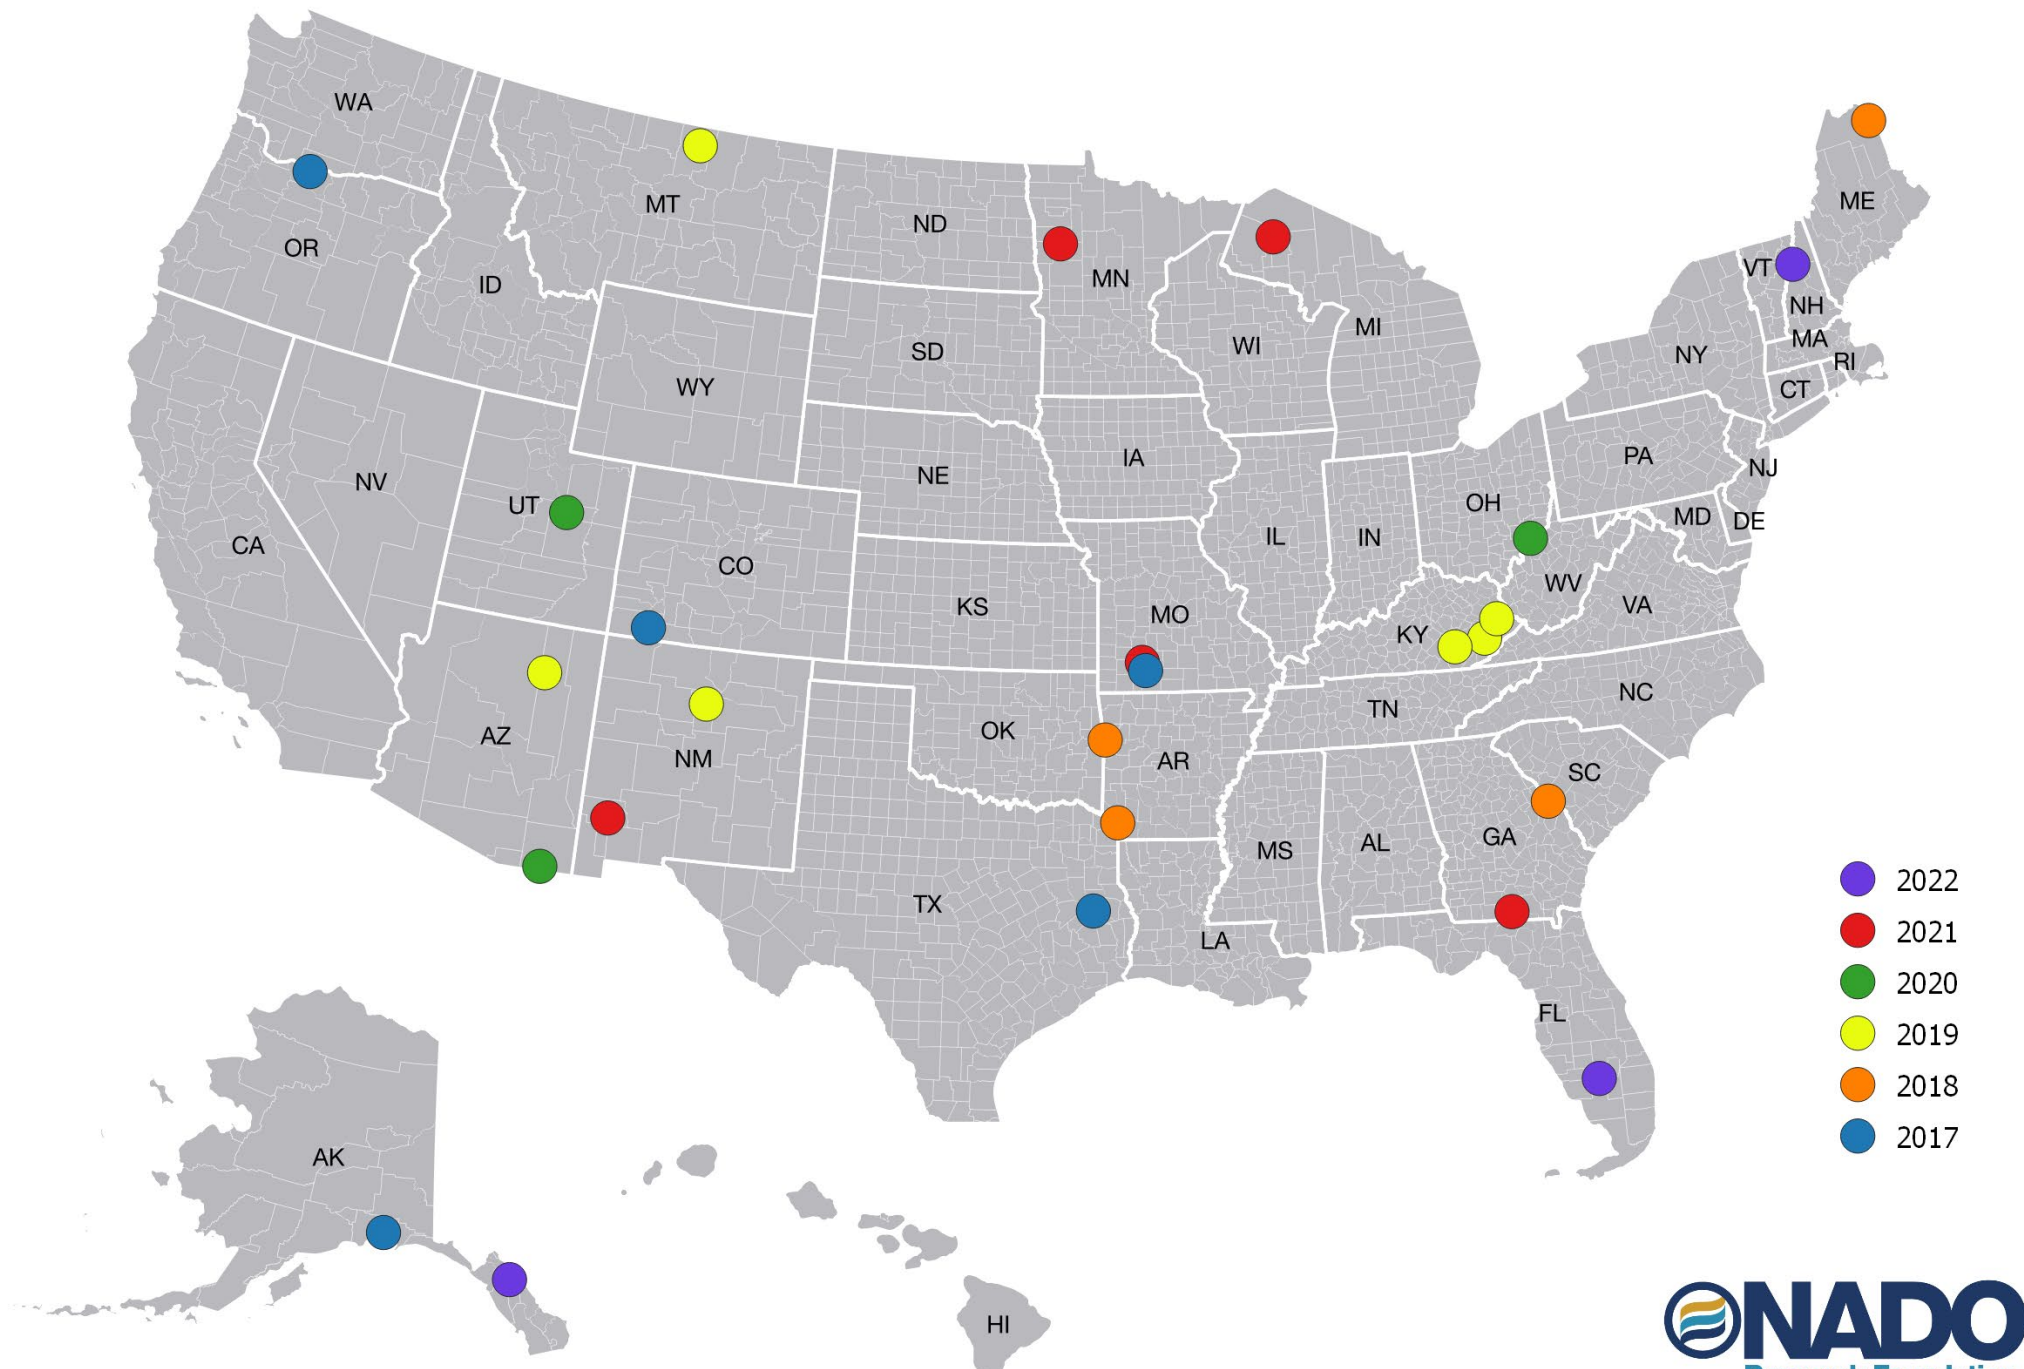 WA
MT
ND
MN
ME
OR
ID
VT
NH
SD
WI
MI
NY
MA
RI
WY
CT
IA
PA
NV
NE
NJ
UT
OH
MD
DE
CA
CO
IL
IN
WV
KS
MO
KY
VA
AZ
NM
OK
AR
TN
NC
SC
TX
MS
AL
GA
LA
FL
AK
HI
2022
2021
2020
2019
2018
2017
NADO